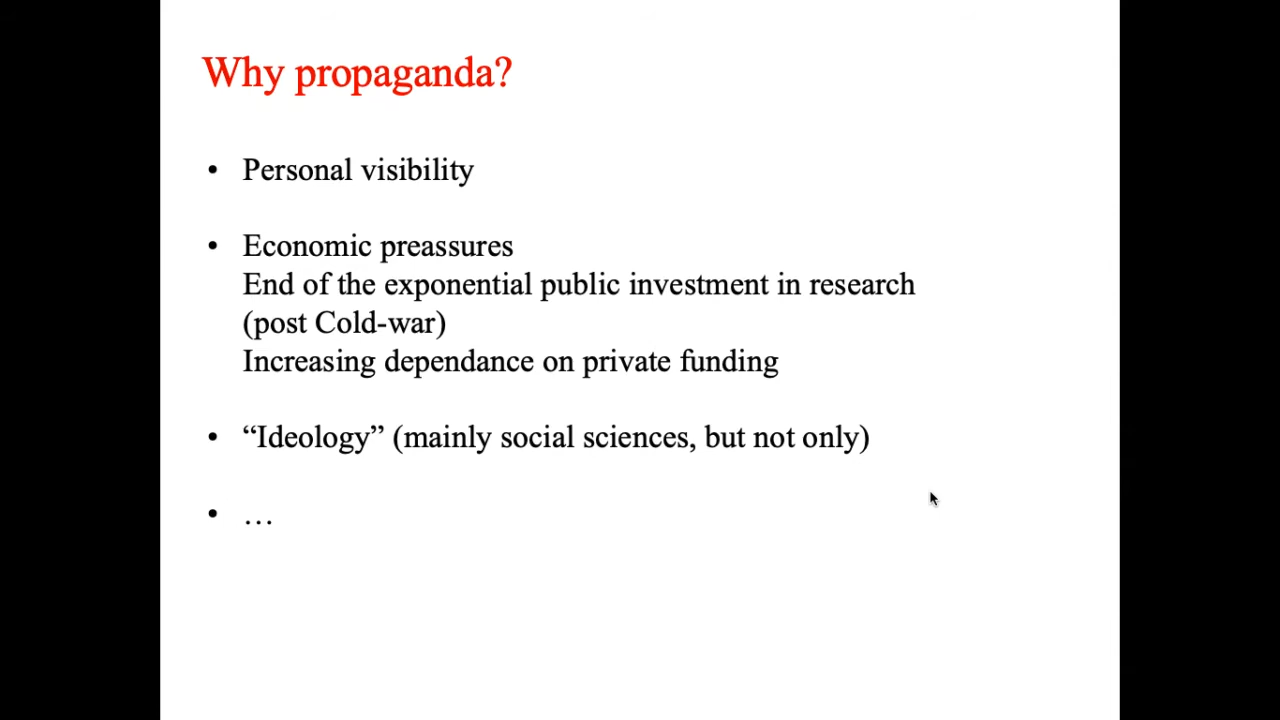 Why propaganda?
• Personal visibility
• Economic preassures
End of the exponential public investment in research
(post Cold-war)
Increasing dependance on private funding
• “Ideology” (mainly social sciences, but not only)
• …